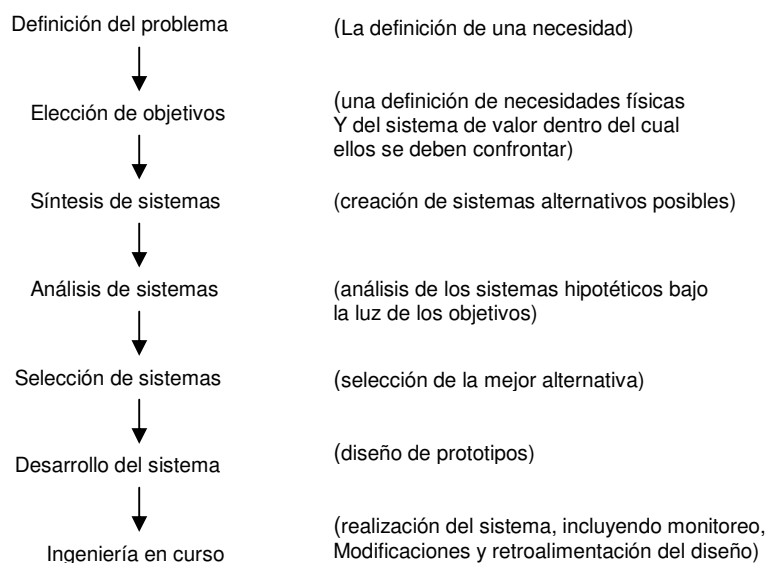 Definición del problema (La definición de una necesidad)
Elección de objetivos (una definición de necesidades físicas
Y del sistema de valor dentro del cual
ellos se deben confrontar)
Síntesis de sistemas (creación de sistemas alternativos posibles)
Análisis de sistemas (análisis de los sistemas hipotéticos bajo
la luz de los objetivos)
Selección de sistemas (selección de la mejor alternativa)
Desarrollo del sistema (diseño de prototipos)
Ingeniería en curso (realización del sistema, incluyendo monitoreo,
Modificaciones y retroalimentación del diseño)